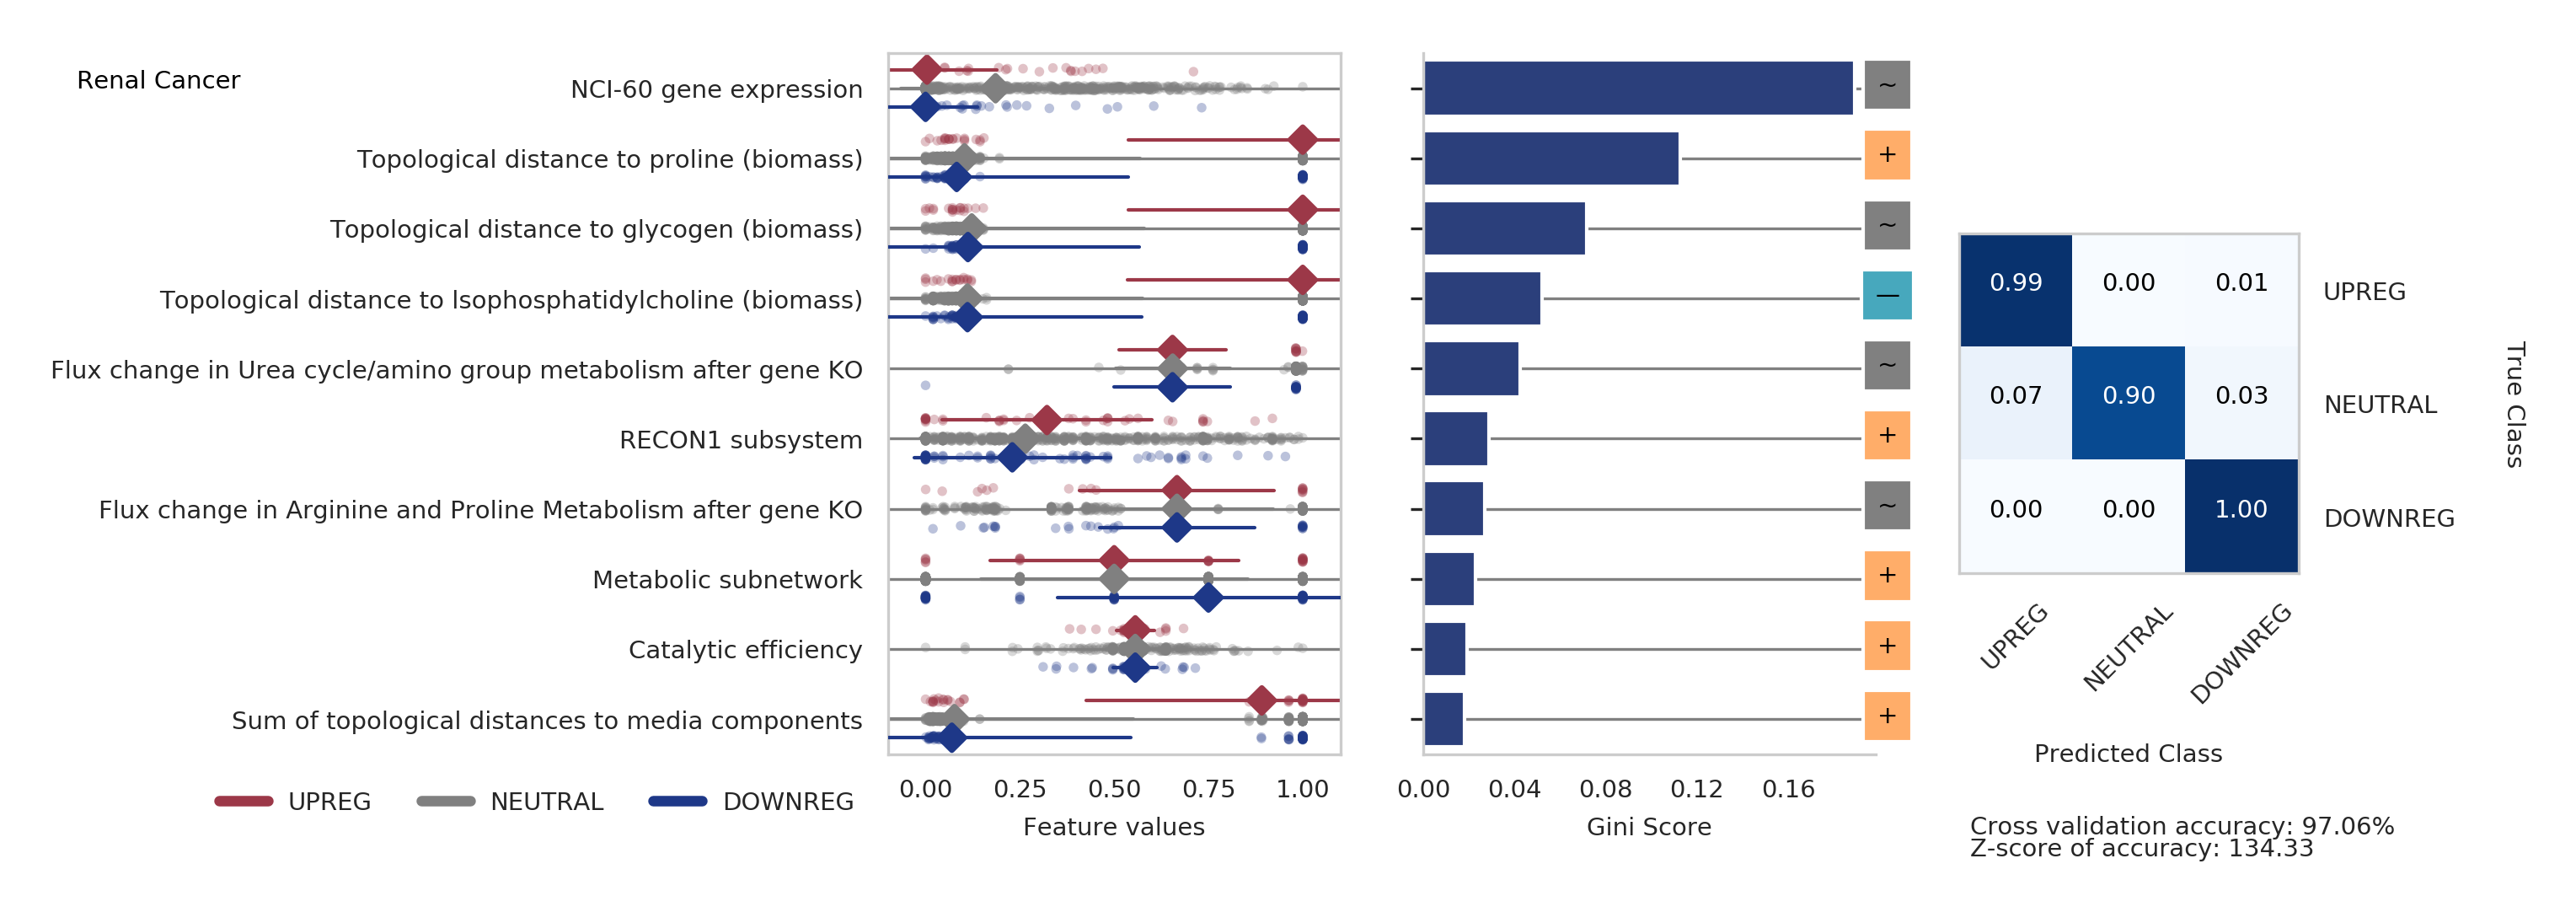 Renal Cancer
NCI-60 gene expression
Topological distance to proline (biomass)
Topological distance to glycogen (biomass)
Topological distance to lsophosphatidylcholine (biomass)
Flux change in Urea cycle/amino group metabolism after gene KO
RECON1 subsystem
Flux change in Arginine and Proline Metabolism after gene KO
Metabolic subnetwork
Catalytic efficiency
Sum of topological distances to media components
UPREG NEUTRAL DOWNREG
0.00 0.25 0.50 0.75 1.00
Feature values
~
+
~
—
~
+
~
+
+
+
0.00 0.04 0.08 0.12 0.16
Gini Score
0.99 0.00 0.01 UPREG
0.07 0.90 0.03 NEUTRAL
0.00 0.00 1.00 DOWNREG
True Class
UPREG NEUTRAL DOWNREG
Predicted Class
Cross validation accuracy: 97.06%
Z-score of accuracy: 134.33